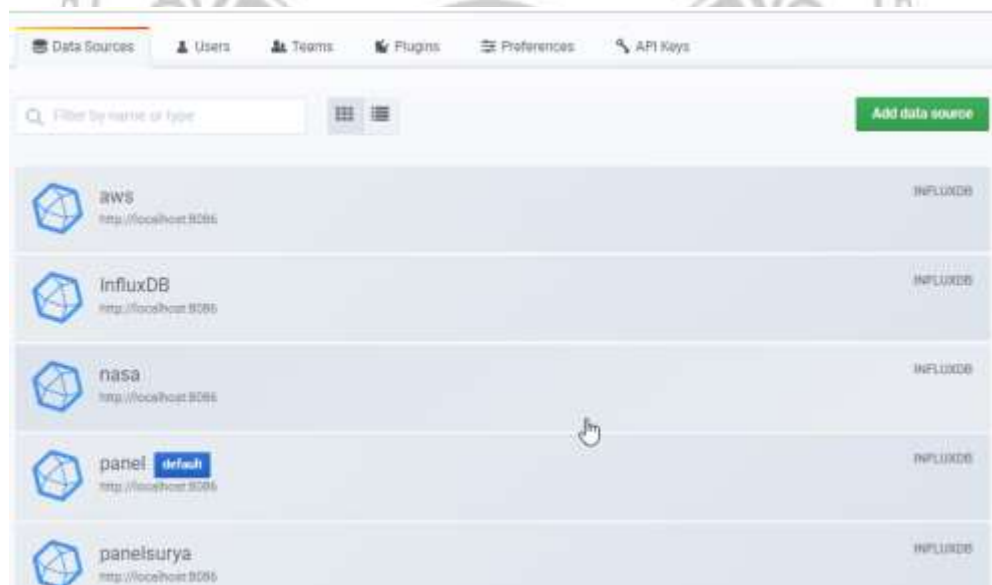 Data Sources Users Teams Plugins Preferences API Keys
Filter by name or type Add data source
aws INFLUXDB
http://localhost:8086
InfluxDB INFLUXDB
http://localhost:8086
nasa INFLUXDB
http://localhost:8086
panel default INFLUXDB
http://localhost:8086
panelsurya INFLUXDB
http://localhost:8086